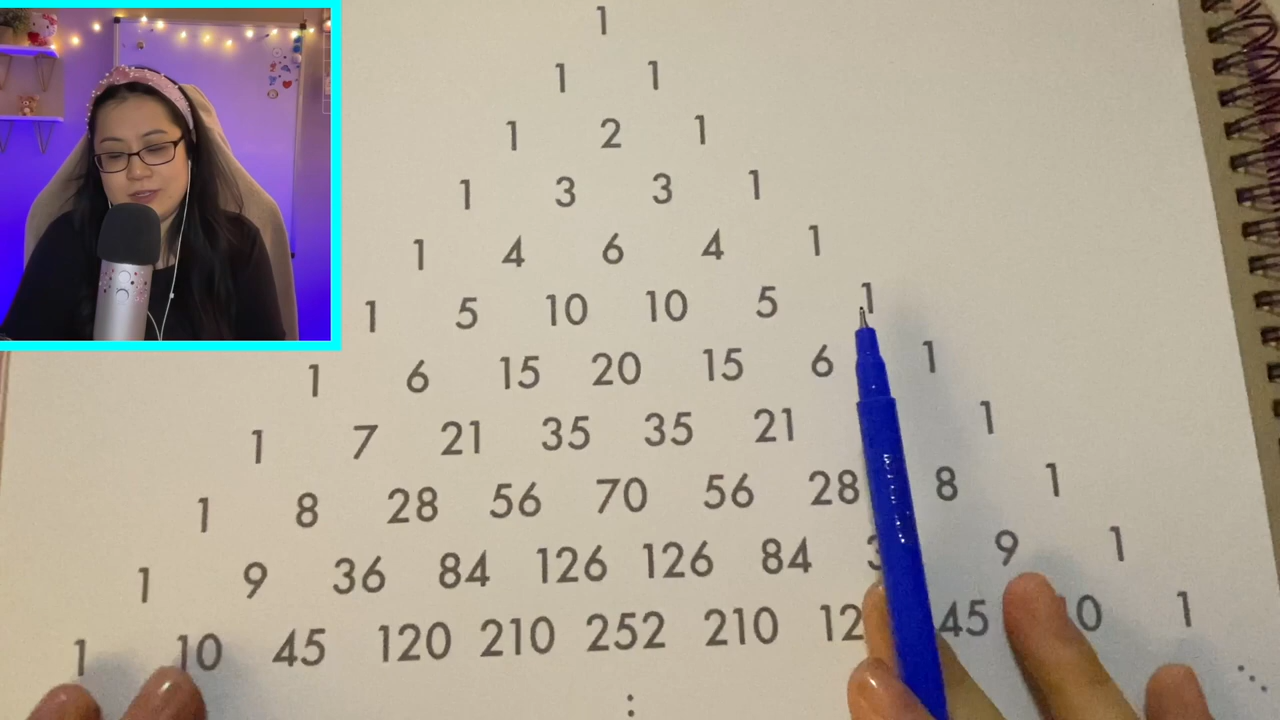 1
1 1
1 2 1
1 3 3 1
1 4 6 4 1
1 5 10 10 5 1
1 6 15 20 15 6 1
1 7 21 35 35 21 1
1 8 28 56 70 56 28 8 1
1 9 36 84 126 126 84 9 1
1 10 45 120 210 252 210 45 1